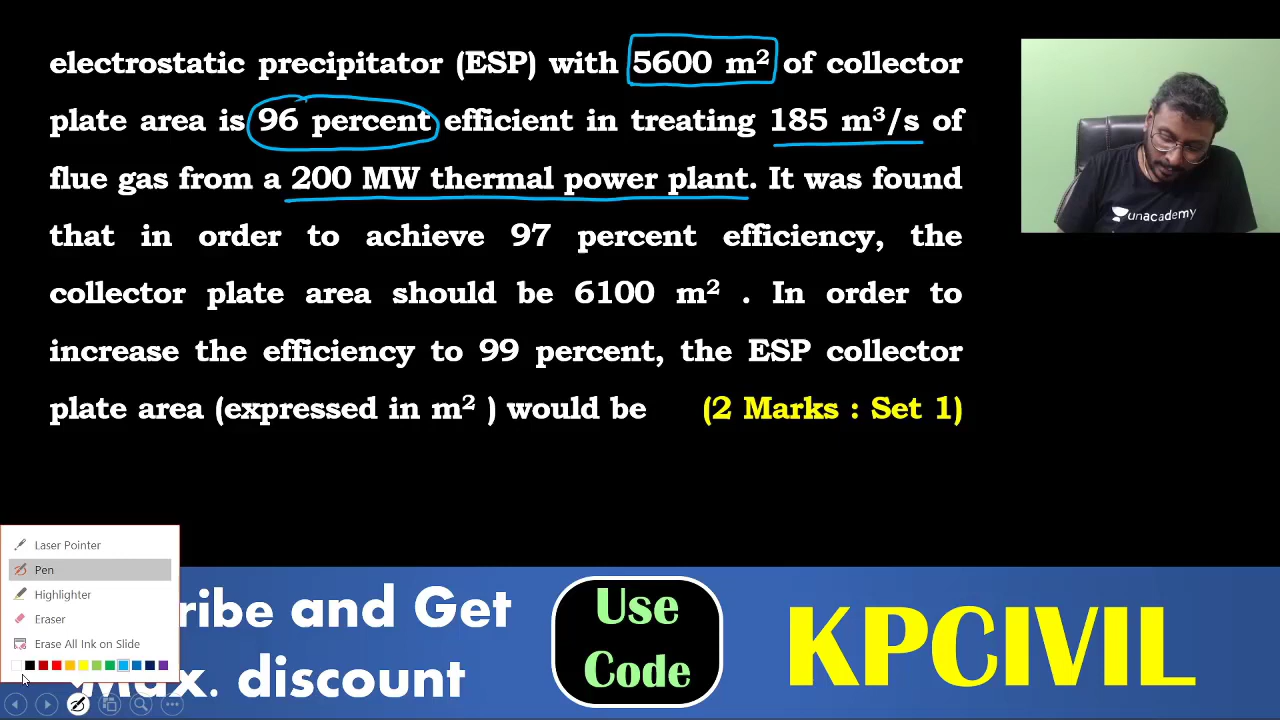 electrostatic precipitator (ESP) with 5600 m² of collector
plate area is 96 percent efficient in treating 185 m³/s of
flue gas from a 200 MW thermal power plant. It was found
that in order to achieve 97 percent efficiency, the
collector plate area should be 6100 m² . In order to
increase the efficiency to 99 percent, the ESP collector
plate area (expressed in m² ) would be (2 Marks : Set 1)
unacademy
Laser Pointer
Pen
Highlighter
Eraser
Erase All Ink on Slide
ribe and Get
Max. discount
Use
Code
KPCIVIL